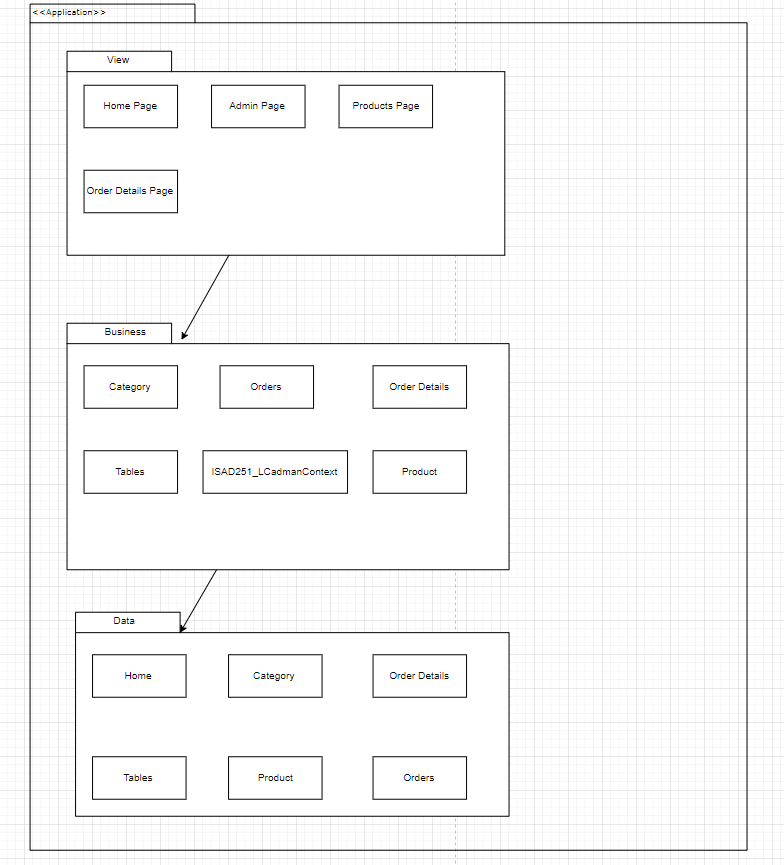 <<Application>>
View
Home Page
Admin Page
Products Page
Order Details Page
Business
Category
Orders
Order Details
Tables
ISAD251_LCadmanContext
Product
Data
Home
Category
Order Details
Tables
Product
Orders